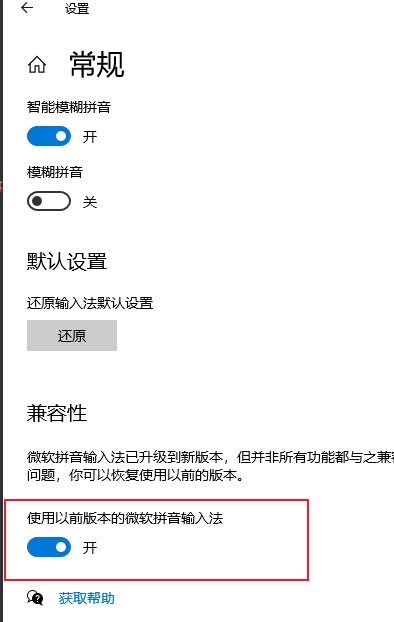 设置
常规
智能模糊拼音
开
模糊拼音
关
默认设置
还原输入法默认设置
还原
兼容性
微软拼音输入法已升级到新版本，但并非所有功能都与之兼容
问题，你可以恢复使用以前的版本。
使用以前版本的微软拼音输入法
开
获取帮助